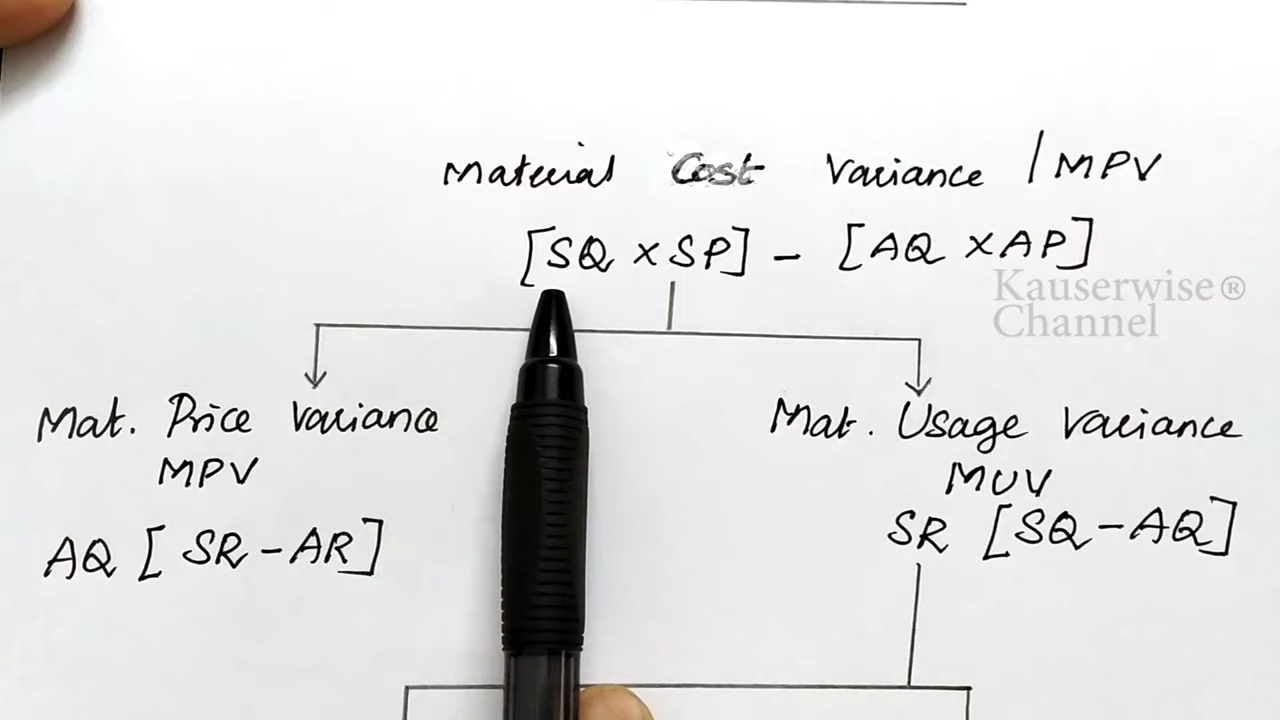 Material Cost Variance / MPV
[SQ × SP] - [AQ × AP]
Kauserwise®
Channel
Mat. Price Variance
MPV
AQ [SR - AR]
Mat. Usage Variance
MUV
SR [SQ - AQ]